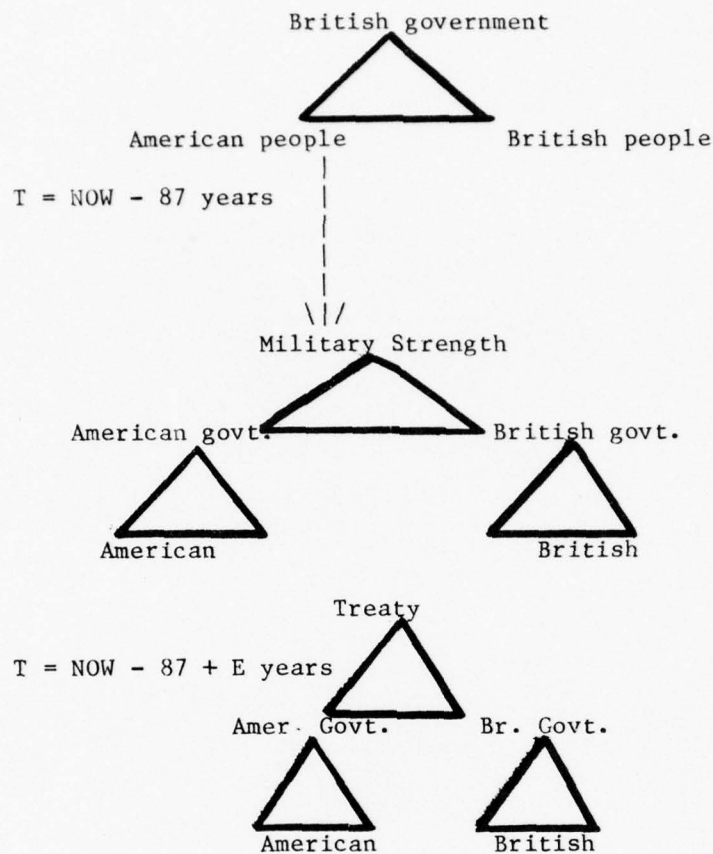 British government
American people British people
T = NOW - 87 years
Military Strength
American govt. British govt.
American British
Treaty
T = NOW - 87 + E years
Amer. Govt. Br. Govt.
American British